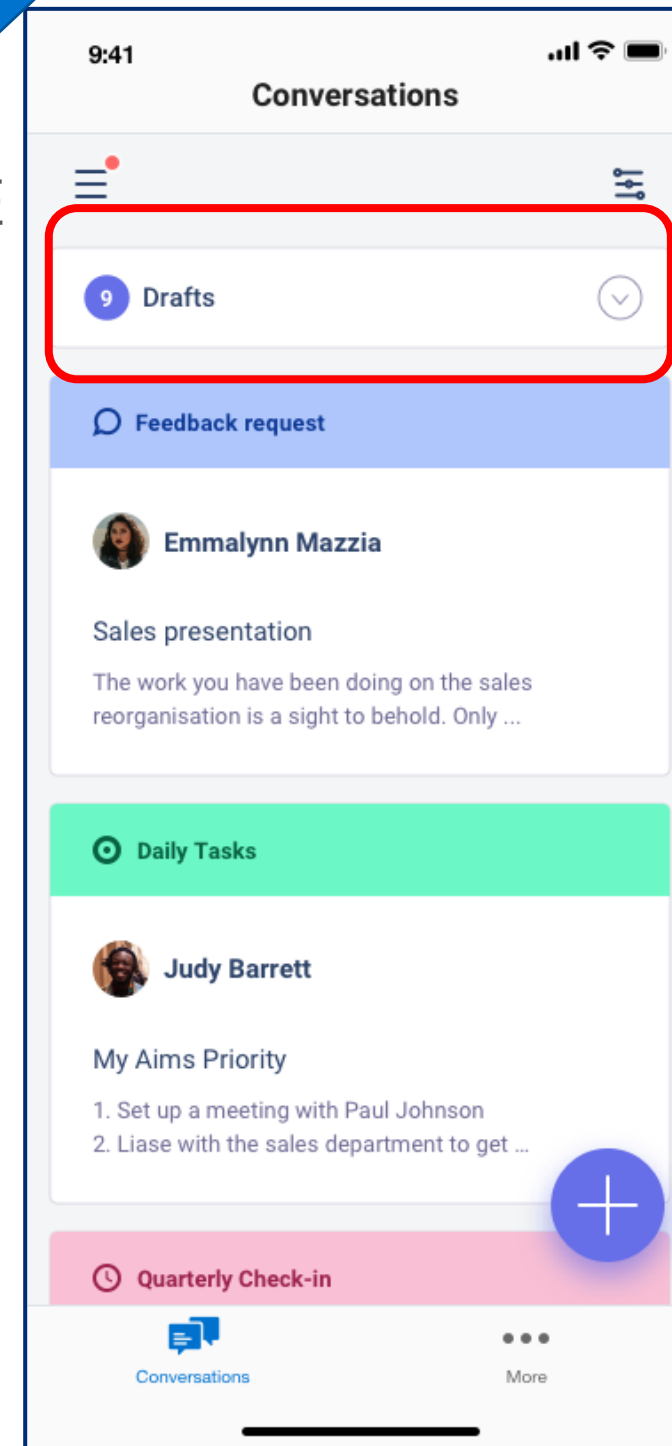 9:41
Conversations
9 Drafts
Feedback request
Emmalynn Mazzia
Sales presentation
The work you have been doing on the sales
reorganisation is a sight to behold. Only ...
Daily Tasks
Judy Barrett
My Aims Priority
1. Set up a meeting with Paul Johnson
2. Liase with the sales department to get ...
Quarterly Check-in
Conversations
More